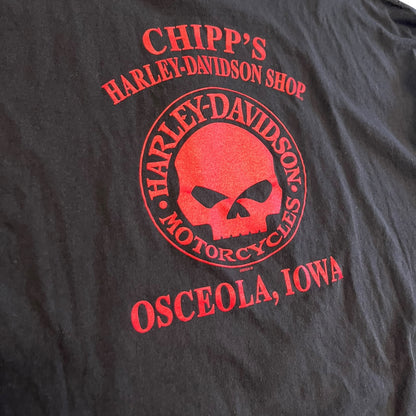 CHIPP'S
HARLEY-DAVIDSON SHOP
HARLEY-DAVIDSON
MOTORCYCLES
OSCEOLA, IOWA